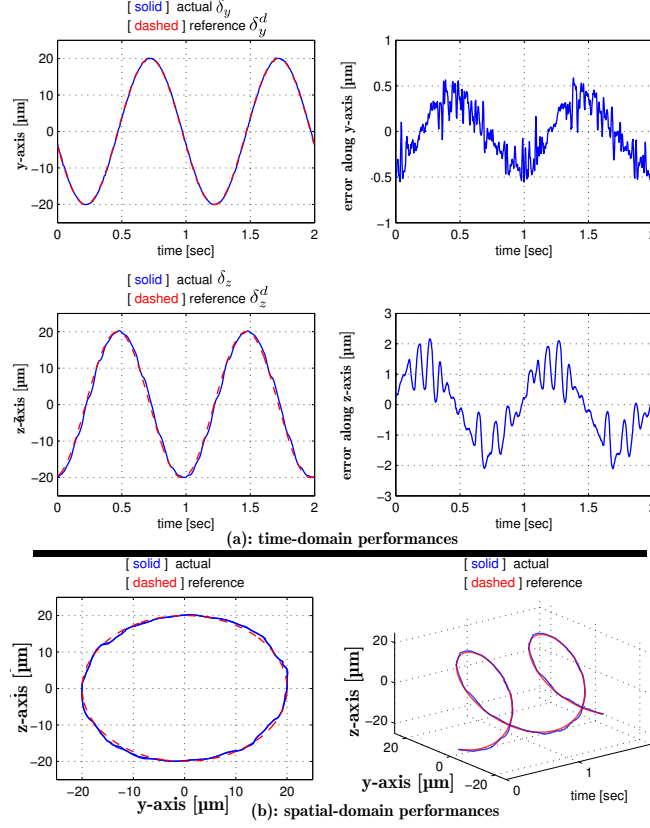 [ solid ] actual δ_y
[ dashed ] reference δ_y^d
y-axis [µm]
20
10
0
−10
−20
0 0.5 1 1.5 2
time [sec]
error along y-axis [µm]
1
0.5
0
0.5
1
0 0.5 1 1.5 2
time [sec]
[ solid ] actual δ_z
[ dashed ] reference δ_z^d
z-axis [µm]
20
10
0
−10
−20
0 0.5 1 1.5 2
time [sec]
error along z-axis [µm]
3
2
1
0
−1
−2
−3
0 0.5 1 1.5 2
time [sec]
(a): time-domain performances
[ solid ] actual
[ dashed ] reference
z-axis [µm]
20
10
0
−10
−20
−20 −10 0 10 20
y-axis [µm]
[ solid ] actual
[ dashed ] reference
z-axis [µm]
20
0
−20
20
0
−20
y-axis [µm]
0
1
time [sec]
(b): spatial-domain performances